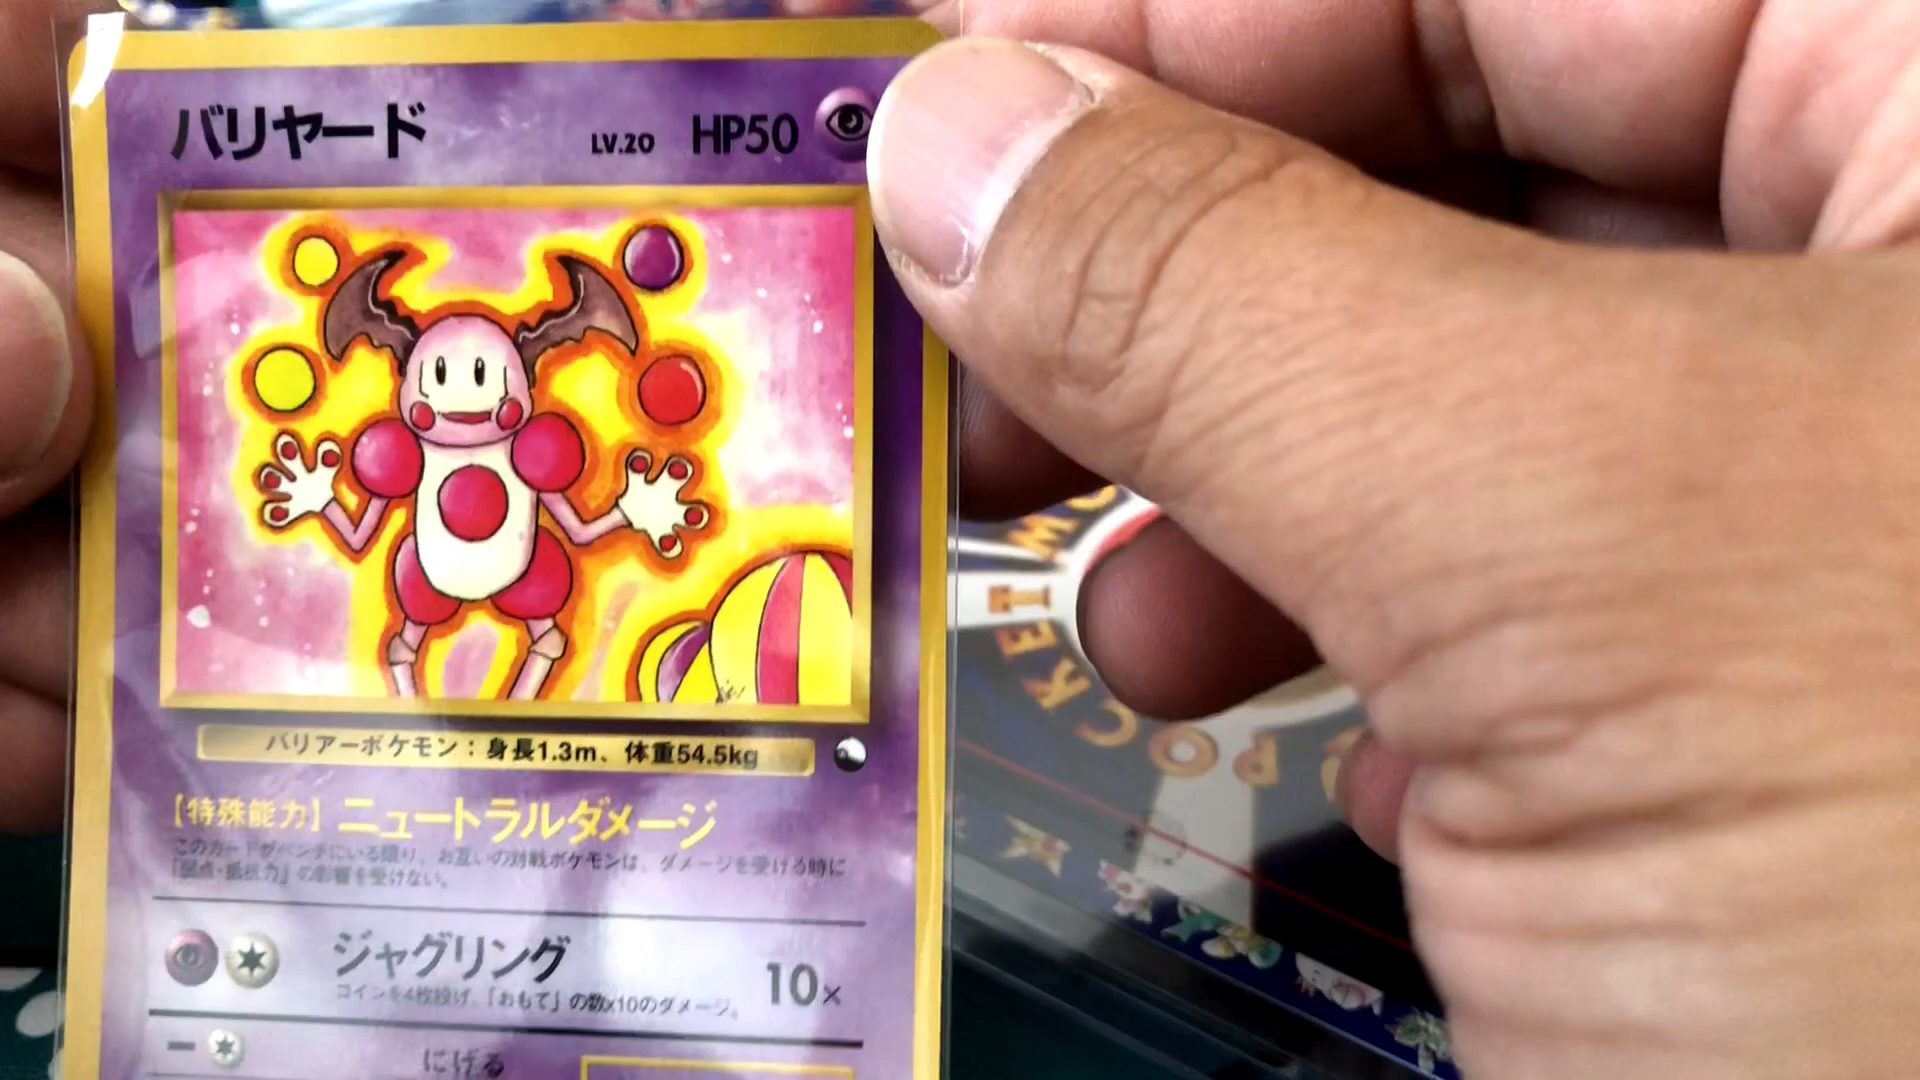 バリヤード LV.20 HP50
バリアーポケモン：身長1.3m、体重54.5kg
【特殊能力】ニュートラルダメージ
このカードがベンチにいる限り、お互いの対戦ポケモンは、ダメージを受ける時に
「弱点・抵抗力」の影響を受けない。
ジャグリング 10×
コインを4枚投げ、「おもて」の数×10のダメージ。
にげる
POCKET